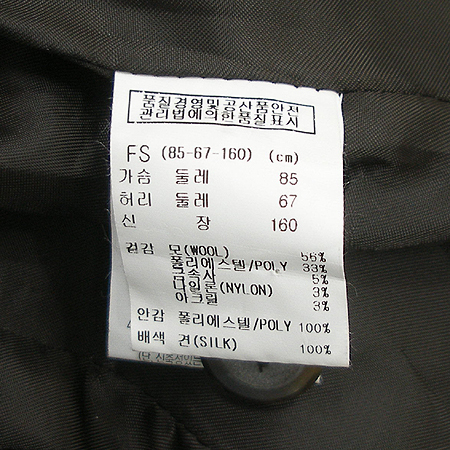 품질경영및공산품안전
관리법에의한품질표시
FS (85-67-160) (cm)
가슴 둘레 85
허리 둘레 67
신 장 160
겉감 모(WOOL) 56%
폴리에스텔/POLY 33%
금속사 5%
나일론(NYLON) 3%
아크릴 3%
안감 폴리에스텔/POLY 100%
배색 견(SILK) 100%